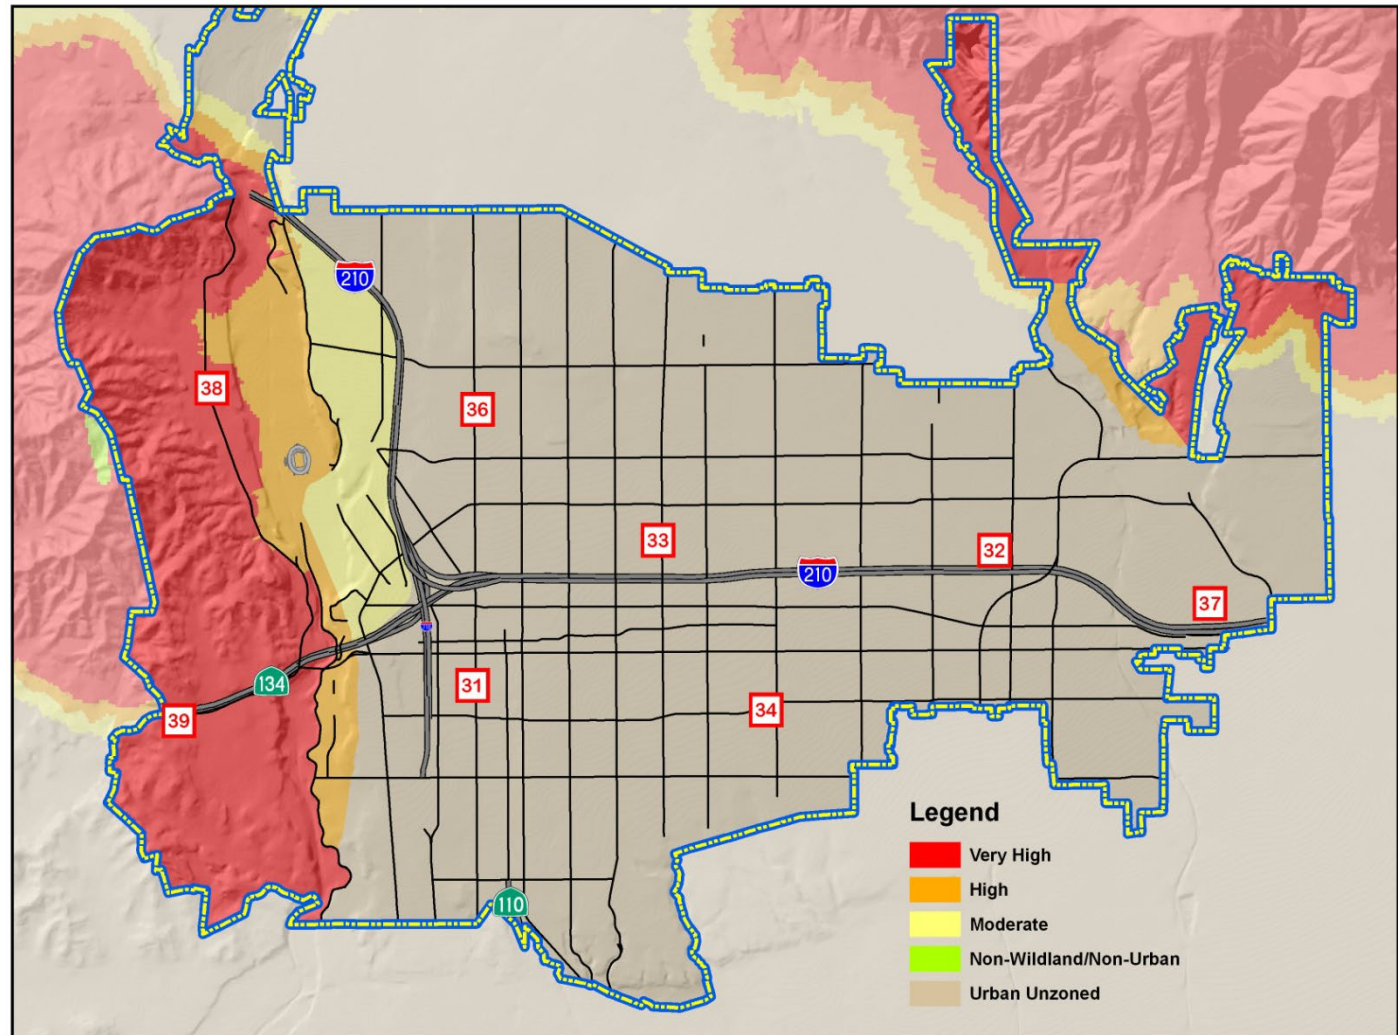 210
38
36
33
32
210
37
134
31
39
34
Legend
Very High
High
Moderate
Non-Wildland/Non-Urban
Urban Unzoned
110